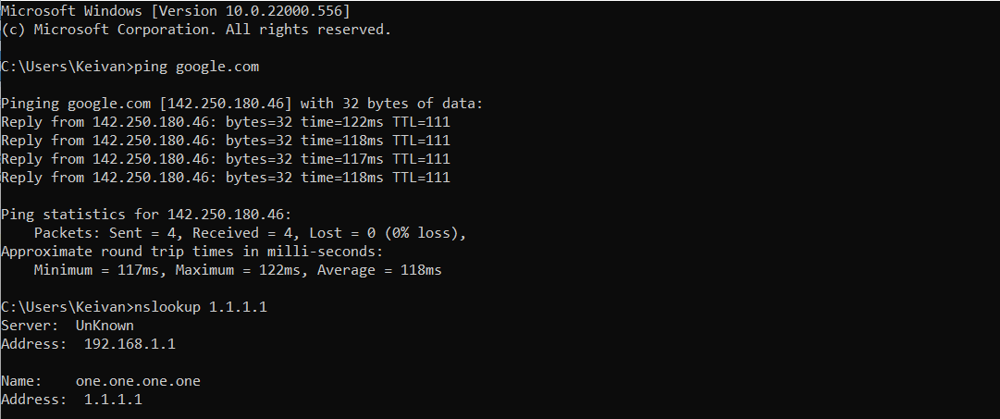 Microsoft Windows [Version 10.0.22000.556]
(c) Microsoft Corporation. All rights reserved.
C:\Users\Keivan>ping google.com
Pinging google.com [142.250.180.46] with 32 bytes of data:
Reply from 142.250.180.46: bytes=32 time=122ms TTL=111
Reply from 142.250.180.46: bytes=32 time=118ms TTL=111
Reply from 142.250.180.46: bytes=32 time=117ms TTL=111
Reply from 142.250.180.46: bytes=32 time=118ms TTL=111
Ping statistics for 142.250.180.46:
    Packets: Sent = 4, Received = 4, Lost = 0 (0% loss),
Approximate round trip times in milli-seconds:
    Minimum = 117ms, Maximum = 122ms, Average = 118ms
C:\Users\Keivan>nslookup 1.1.1.1
Server:  UnKnown
Address:  192.168.1.1
Name:    one.one.one.one
Address:  1.1.1.1